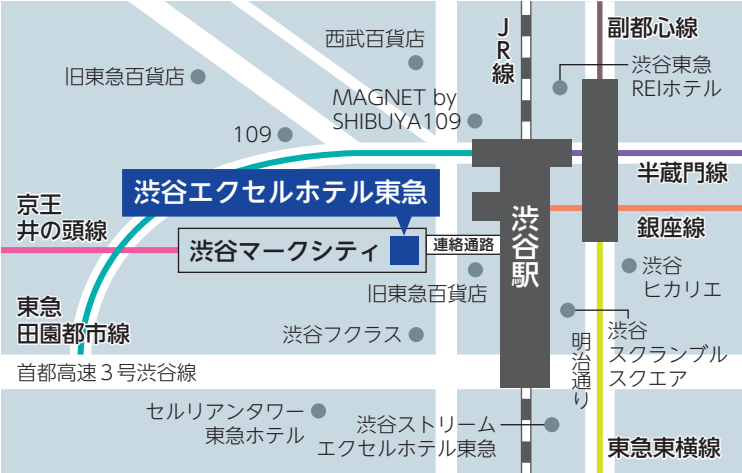 西武百貨店
JR線
副都心線
旧東急百貨店
渋谷東急
REIホテル
MAGNET by
SHIBUYA109
109
半蔵門線
渋谷エクセルホテル東急
京王
井の頭線
渋谷駅
銀座線
渋谷マークシティ
連絡通路
渋谷
ヒカリエ
旧東急百貨店
東急
田園都市線
渋谷フクラス
明治通り
渋谷
スクランブル
スクエア
首都高速3号渋谷線
セルリアンタワー
東急ホテル
渋谷ストリーム
エクセルホテル東急
東急東横線